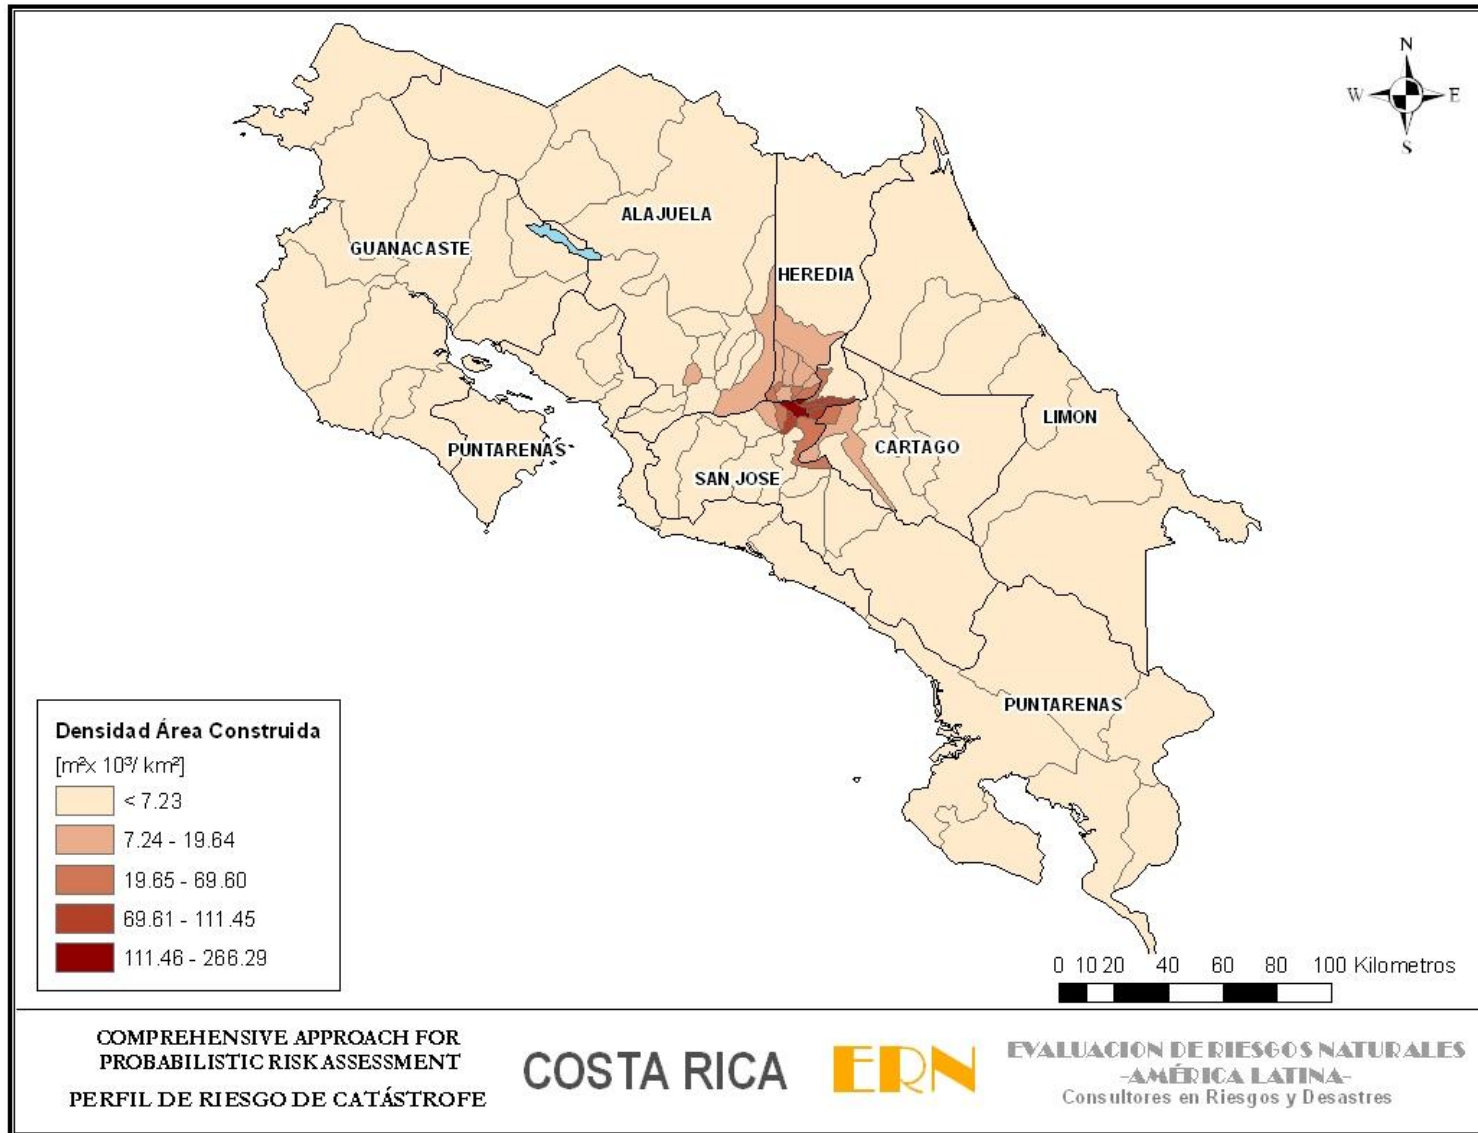 N
W E
S
ALAJUELA
GUANACASTE
HEREDIA
LIMON
PUNTARENAS
CARTAGO
SAN JOSE
PUNTARENAS
Densidad Área Construida
[m²x 10³/ km²]
< 7.23
7.24 - 19.64
19.65 - 69.60
69.61 - 111.45
111.46 - 266.29
0 10 20 40 60 80 100 Kilometros
COMPREHENSIVE APPROACH FOR
PROBABILISTIC RISK ASSESSMENT
PERFIL DE RIESGO DE CATÁSTROFE
COSTA RICA
ERN
EVALUACION DE RIESGOS NATURALES
-AMÉRICA LATINA-
Consultores en Riesgos y Desastres